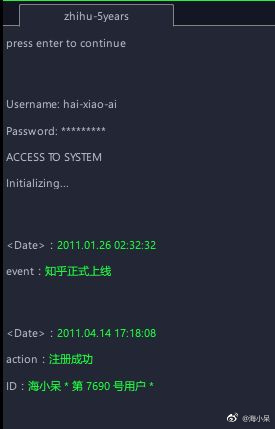 zhihu-5years
press enter to continue
Username: hai-xiao-ai
Password: *********
ACCESS TO SYSTEM
Initializing...
<Date>：2011.01.26 02:32:32
event：知乎正式上线
<Date>：2011.04.14 17:18:08
action：注册成功
ID：海小呆 * 第 7690 号用户 *
@海小呆